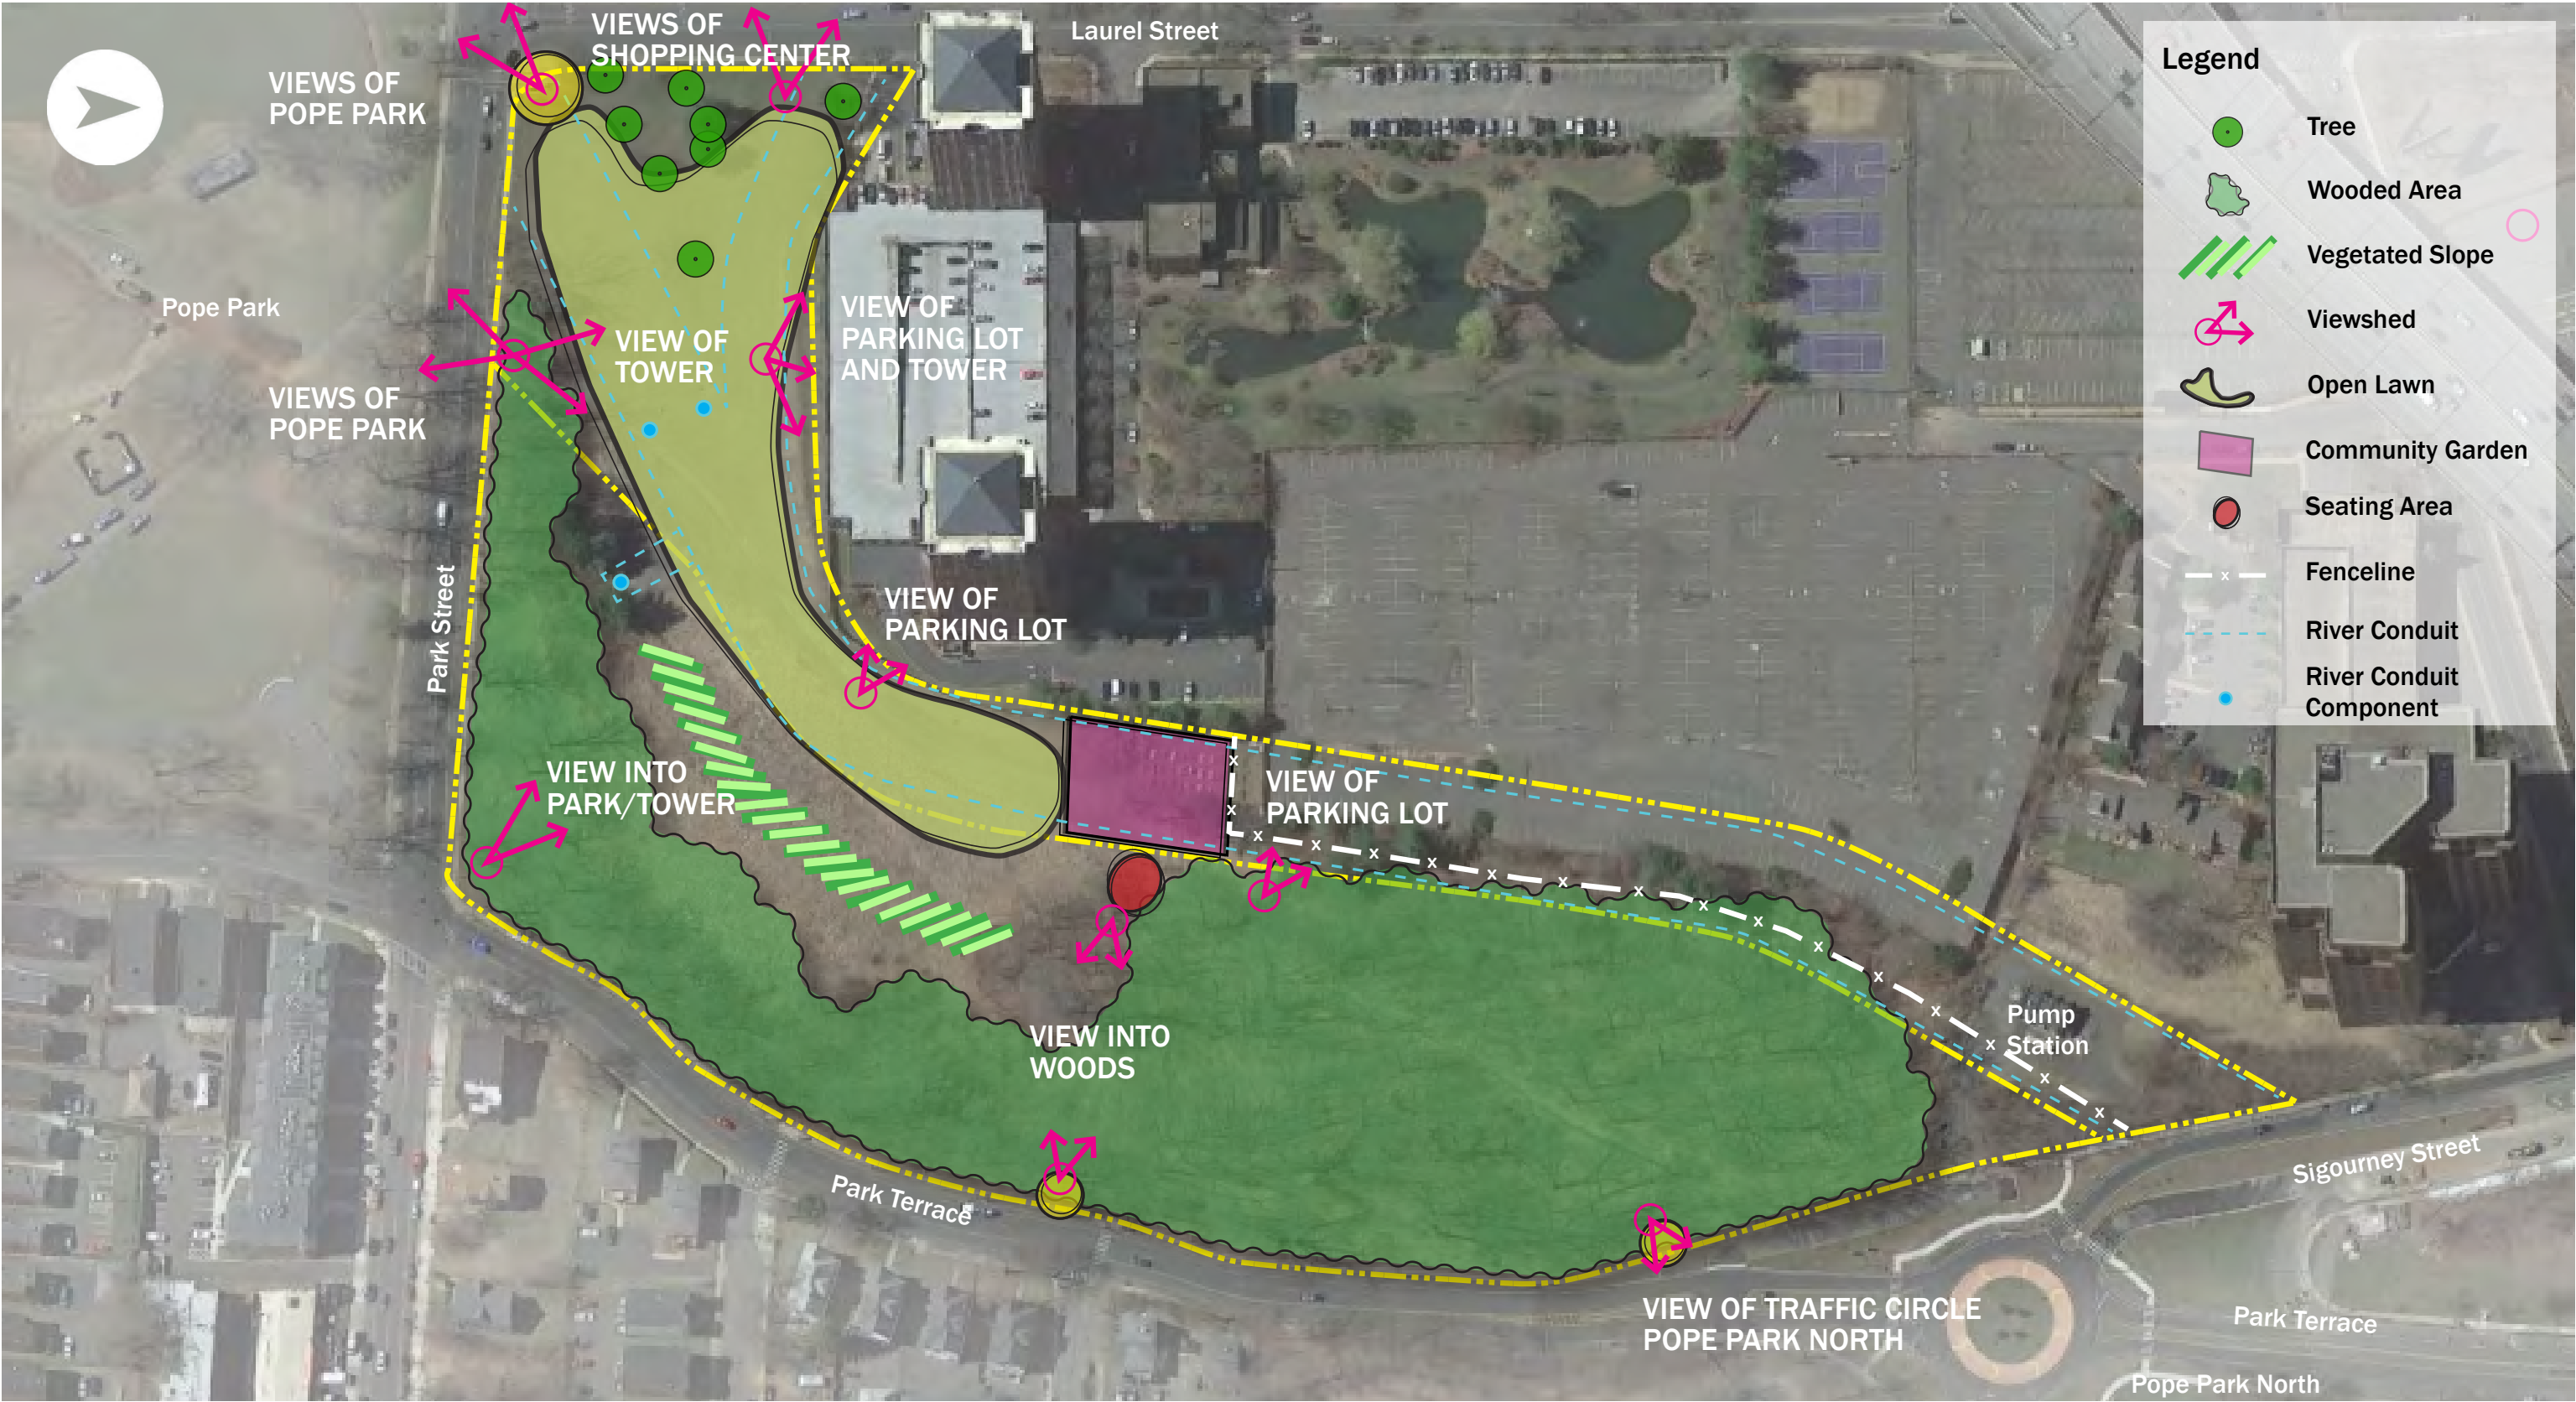 VIEWS OF
SHOPPING CENTER
Laurel Street
VIEWS OF
POPE PARK
Pope Park
VIEW OF
TOWER
VIEW OF
PARKING LOT
AND TOWER
VIEWS OF
POPE PARK
Park Street
VIEW OF
PARKING LOT
VIEW INTO
PARK/TOWER
VIEW OF
PARKING LOT
VIEW INTO
WOODS
Pump
Station
Park Terrace
Sigourney Street
VIEW OF TRAFFIC CIRCLE
POPE PARK NORTH
Park Terrace
Pope Park North
Legend
Tree
Wooded Area
Vegetated Slope
Viewshed
Open Lawn
Community Garden
Seating Area
Fenceline
River Conduit
River Conduit
Component